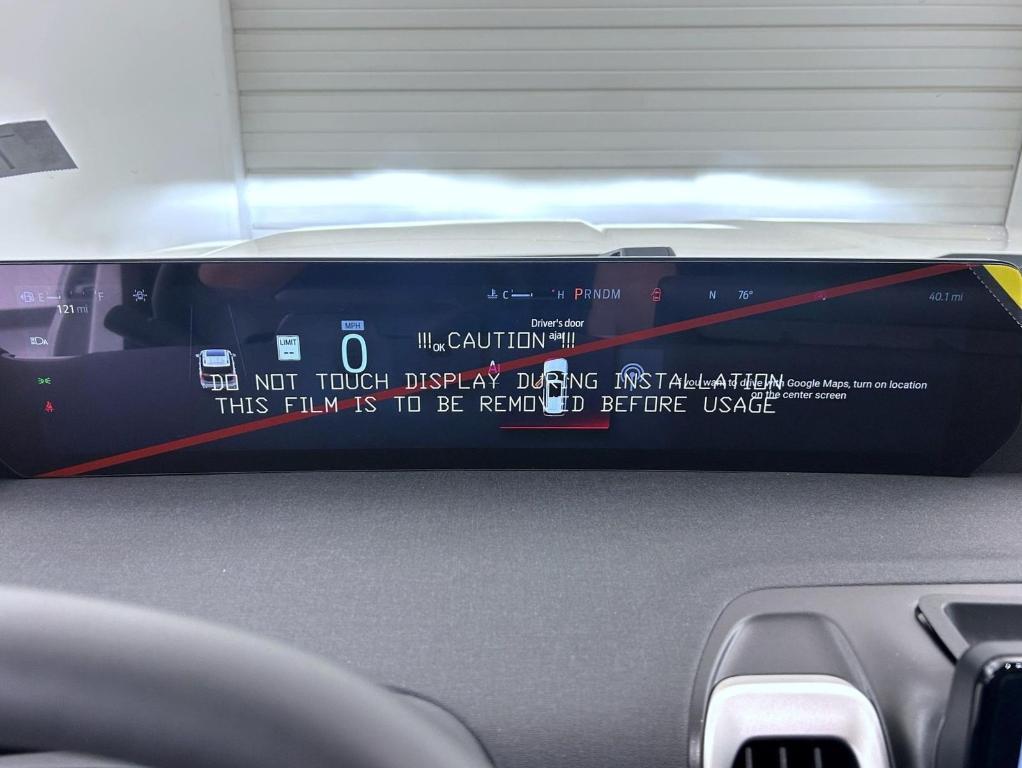 E F
121 mi
C H PRNDM
N 76°
40.1 mi
LIMIT
--
MPH
0
Driver's door
ajar
OK
!!! CAUTION !!!
DO NOT TOUCH DISPLAY DURING INSTALLATION
THIS FILM IS TO BE REMOVED BEFORE USAGE
If you want to drive with Google Maps, turn on location
on the center screen